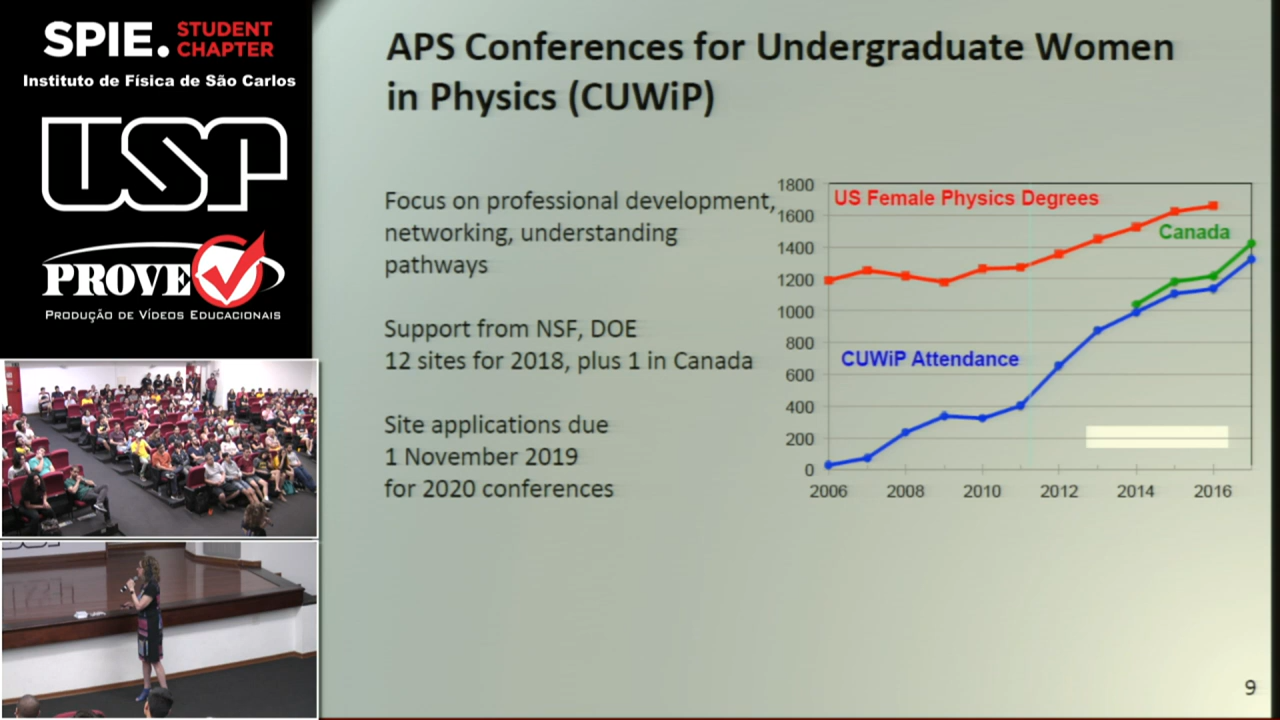 SPIE. STUDENT
CHAPTER
Instituto de Física de São Carlos
USP
PROVE
PRODUÇÃO DE VÍDEOS EDUCACIONAIS
APS Conferences for Undergraduate Women
in Physics (CUWiP)
Focus on professional development,
networking, understanding
pathways
Support from NSF, DOE
12 sites for 2018, plus 1 in Canada
Site applications due
1 November 2019
for 2020 conferences
1800
1600
1400
1200
1000
800
600
400
200
0
US Female Physics Degrees
Canada
CUWiP Attendance
2006 2008 2010 2012 2014 2016
9